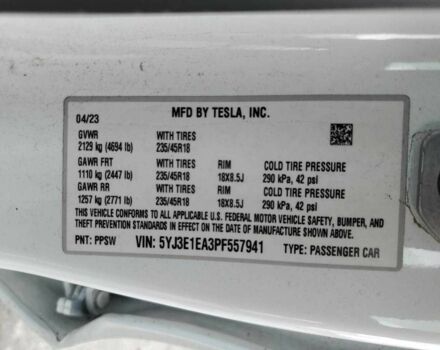 MFD BY TESLA, INC.
04/23
GVWR WITH TIRES
2129 kg (4694 lb) 235/45R18
GAWR FRT WITH TIRES RIM COLD TIRE PRESSURE
1110 kg (2447 lb) 235/45R18 18X8.5J 290 kPa, 42 psi
GAWR RR WITH TIRES RIM COLD TIRE PRESSURE
1257 kg (2771 lb) 235/45R18 18X8.5J 290 kPa, 42 psi
THIS VEHICLE CONFORMS TO ALL APPLICABLE U.S. FEDERAL MOTOR VEHICLE SAFETY, BUMPER, AND
THEFT PREVENTION STANDARDS IN EFFECT ON THE DATE OF MANUFACTURE SHOWN ABOVE.
PNT: PPSW VIN: 5YJ3E1EA3PF557941 TYPE: PASSENGER CAR